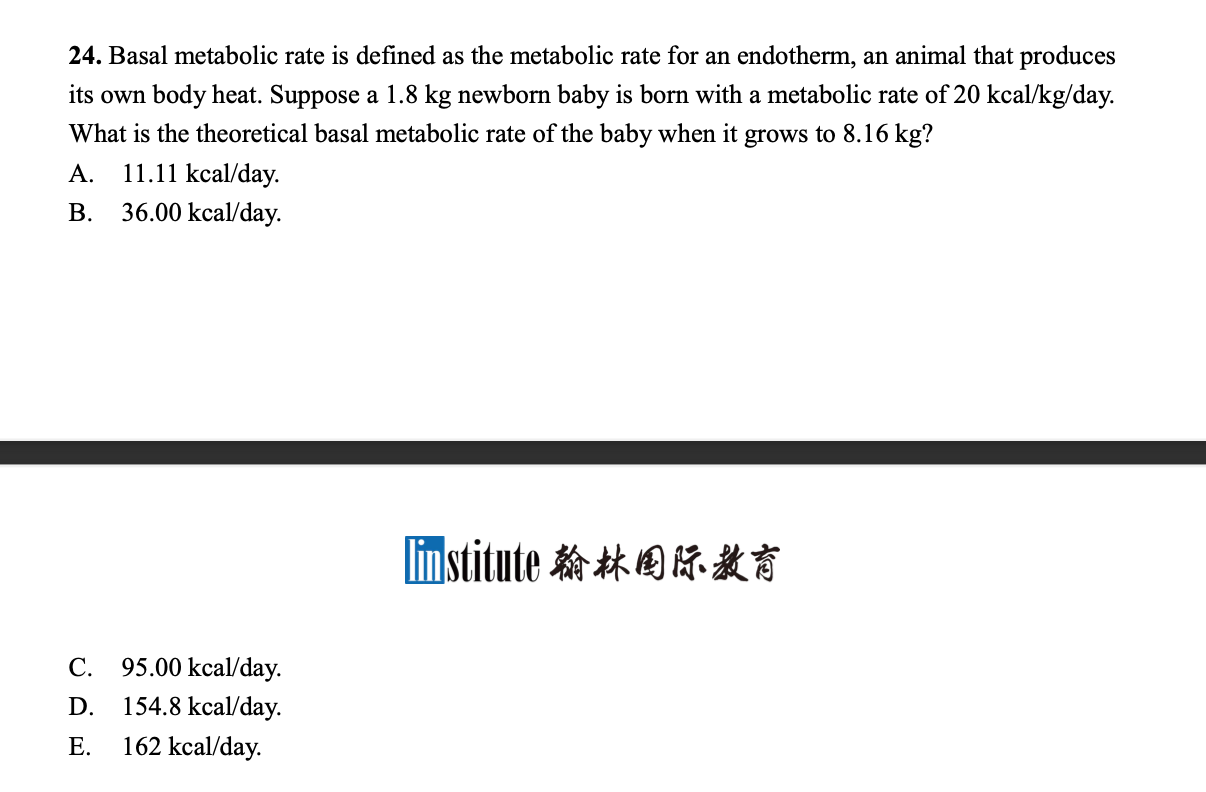 24. Basal metabolic rate is defined as the metabolic rate for an endotherm, an animal that produces
its own body heat. Suppose a 1.8 kg newborn baby is born with a metabolic rate of 20 kcal/kg/day.
What is the theoretical basal metabolic rate of the baby when it grows to 8.16 kg?
A. 11.11 kcal/day.
B. 36.00 kcal/day.
linstitute 翰林国际教育
C. 95.00 kcal/day.
D. 154.8 kcal/day.
E. 162 kcal/day.